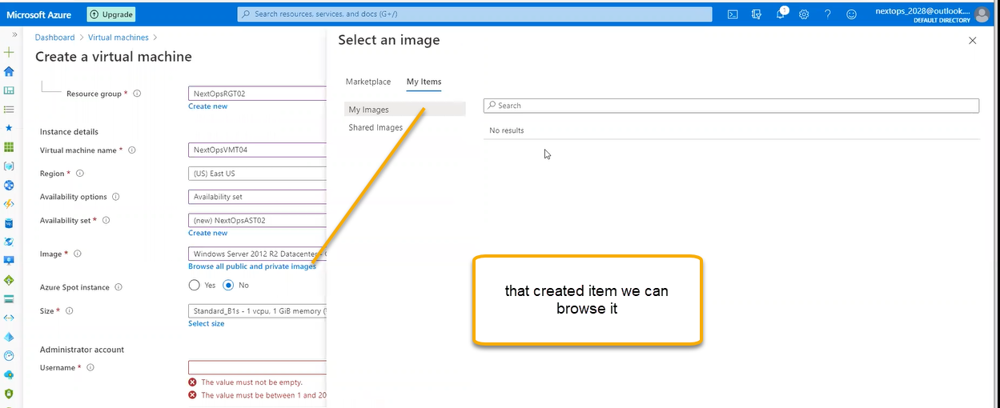 Microsoft Azure
Upgrade
Search resources, services, and docs (G+/)
1
nextops_2028@outlook....
DEFAULT DIRECTORY
Dashboard > Virtual machines >
Create a virtual machine
Resource group *
NextOpsRGT02
Create new
Instance details
Virtual machine name *
NextOpsVMT04
Region *
(US) East US
Availability options
Availability set
Availability set *
(new) NextOpsAST02
Create new
Image *
Windows Server 2012 R2 Datacenter -
Browse all public and private images
Azure Spot instance
Yes
No
Size *
Standard_B1s - 1 vcpu, 1 GiB memory (
Select size
Administrator account
Username *
The value must not be empty.
The value must be between 1 and 20
Select an image
Marketplace
My Items
My Images
Shared Images
Search
No results
that created item we can
browse it